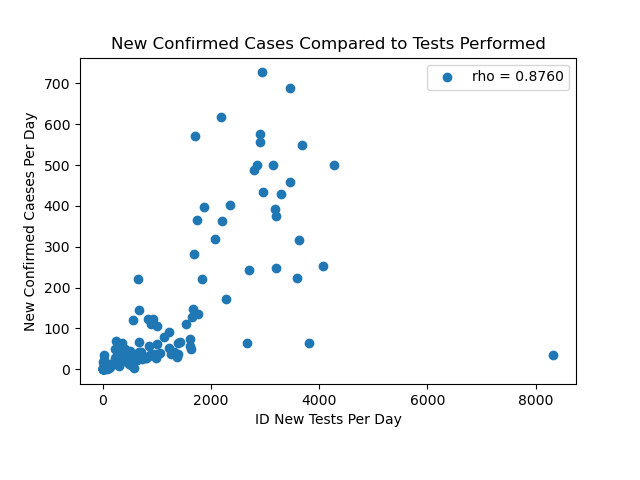 New Confirmed Cases Compared to Tests Performed
rho = 0.8760
700
600
500
400
300
200
100
0
New Confirmed Caeses Per Day
0 2000 4000 6000 8000
ID New Tests Per Day